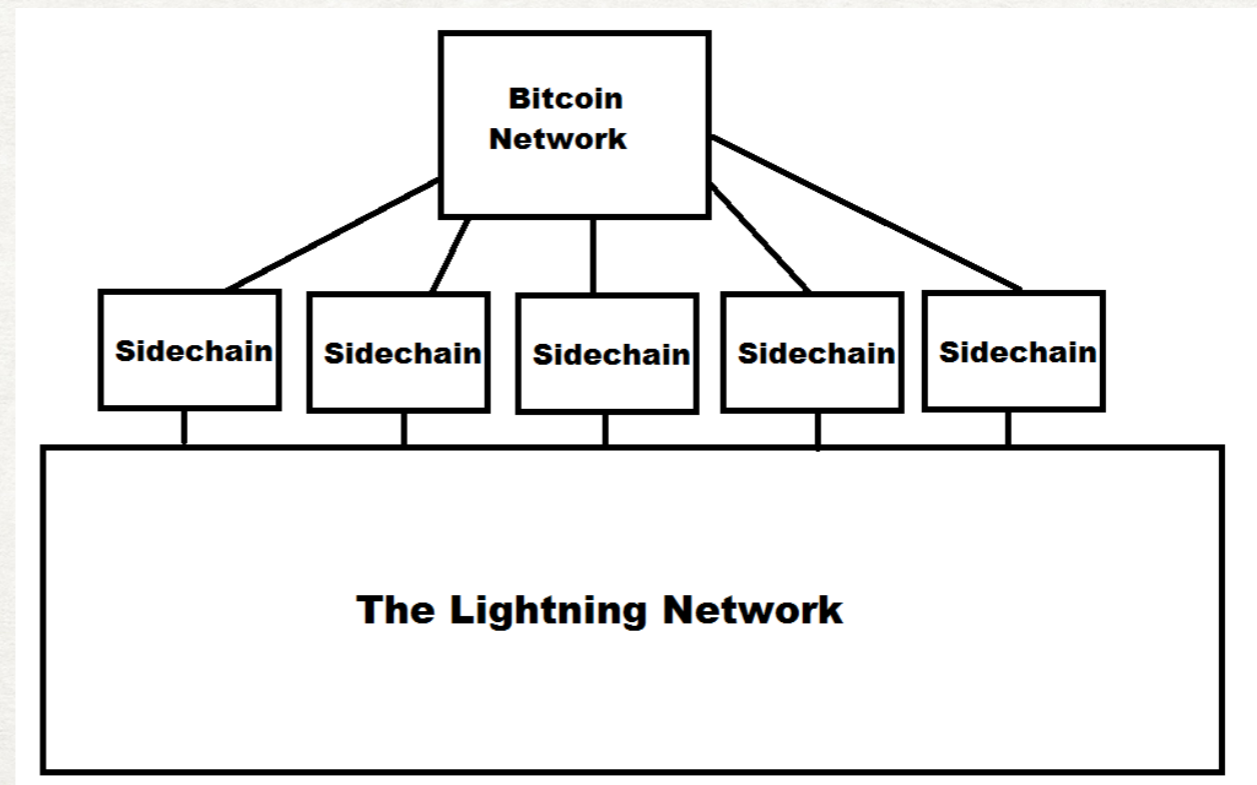 Bitcoin
Network
Sidechain
Sidechain
Sidechain
Sidechain
Sidechain
The Lightning Network